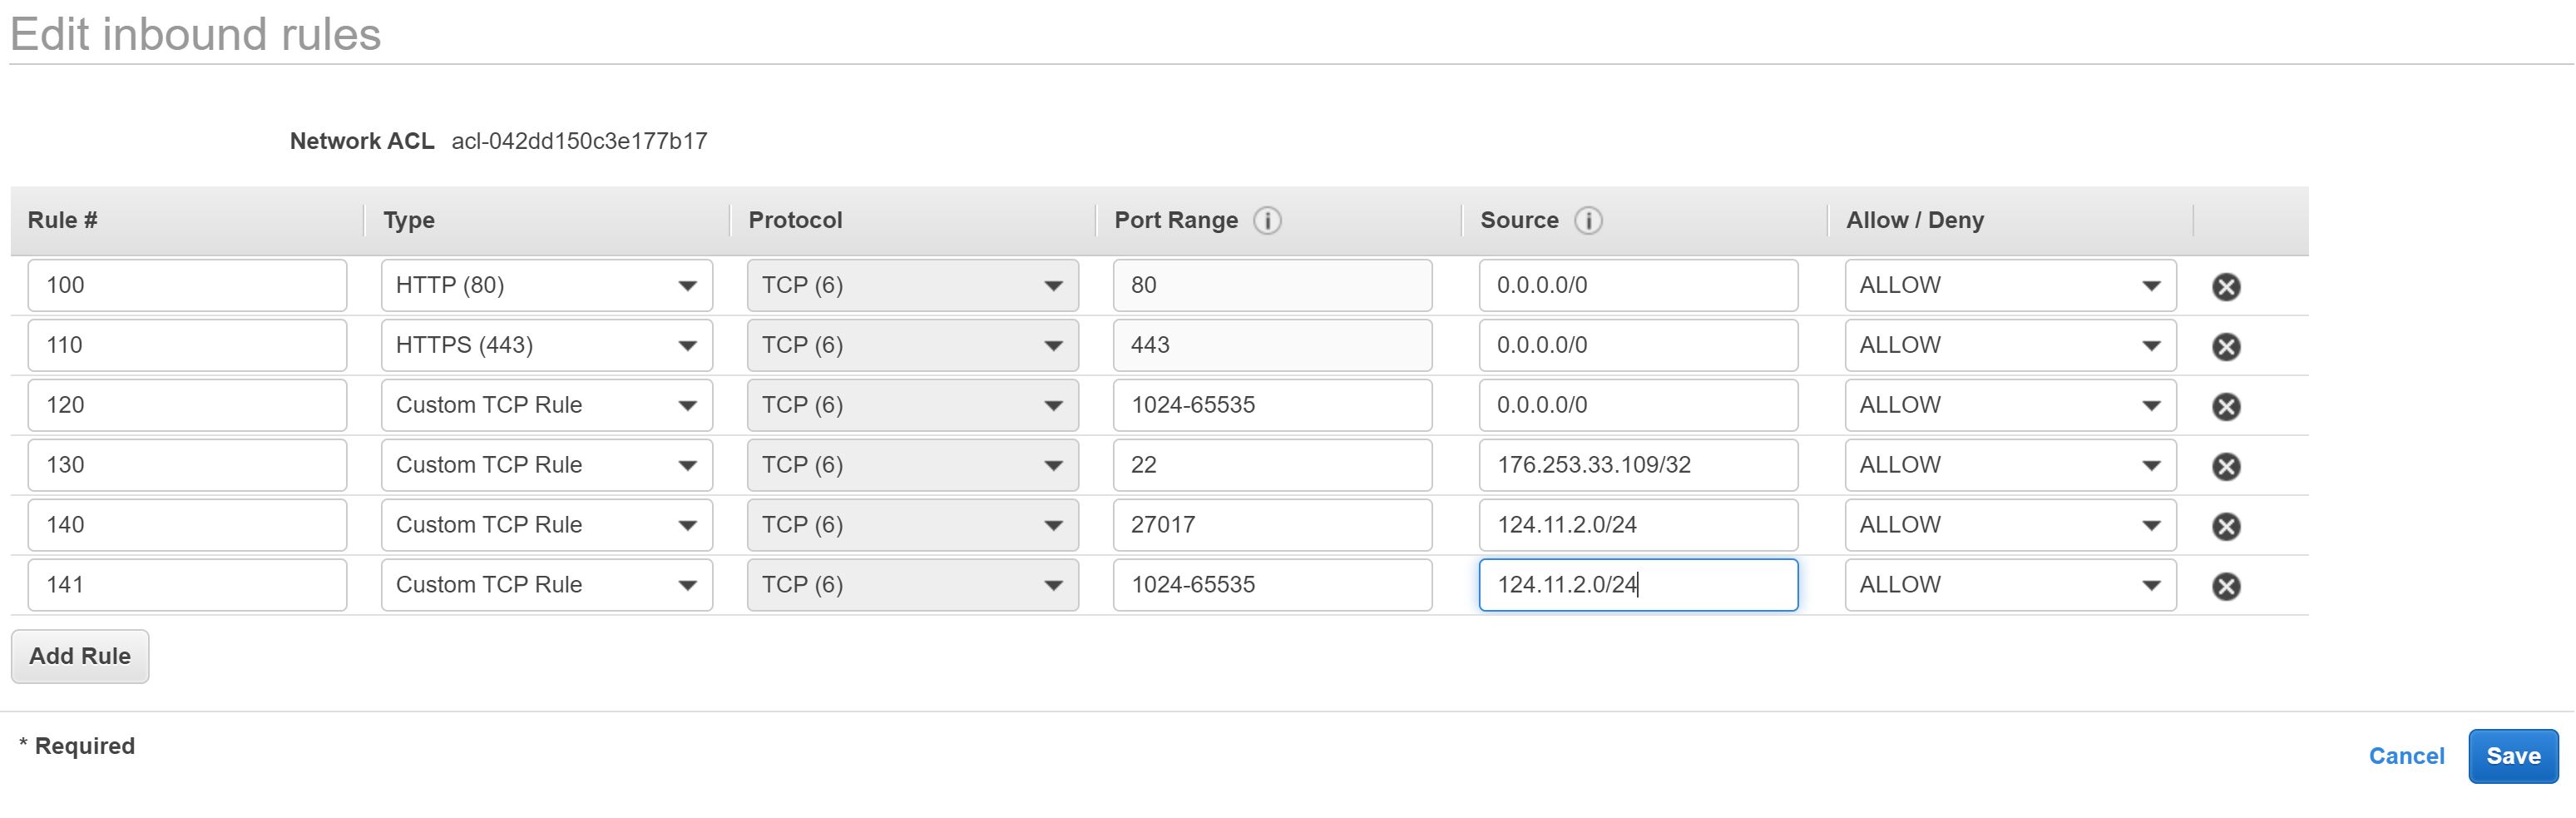 Edit inbound rules
Network ACL acl-042dd150c3e177b17
Rule # Type Protocol Port Range i Source i Allow / Deny
100 HTTP (80) TCP (6) 80 0.0.0.0/0 ALLOW
110 HTTPS (443) TCP (6) 443 0.0.0.0/0 ALLOW
120 Custom TCP Rule TCP (6) 1024-65535 0.0.0.0/0 ALLOW
130 Custom TCP Rule TCP (6) 22 176.253.33.109/32 ALLOW
140 Custom TCP Rule TCP (6) 27017 124.11.2.0/24 ALLOW
141 Custom TCP Rule TCP (6) 1024-65535 124.11.2.0/24 ALLOW
Add Rule
* Required
Cancel Save